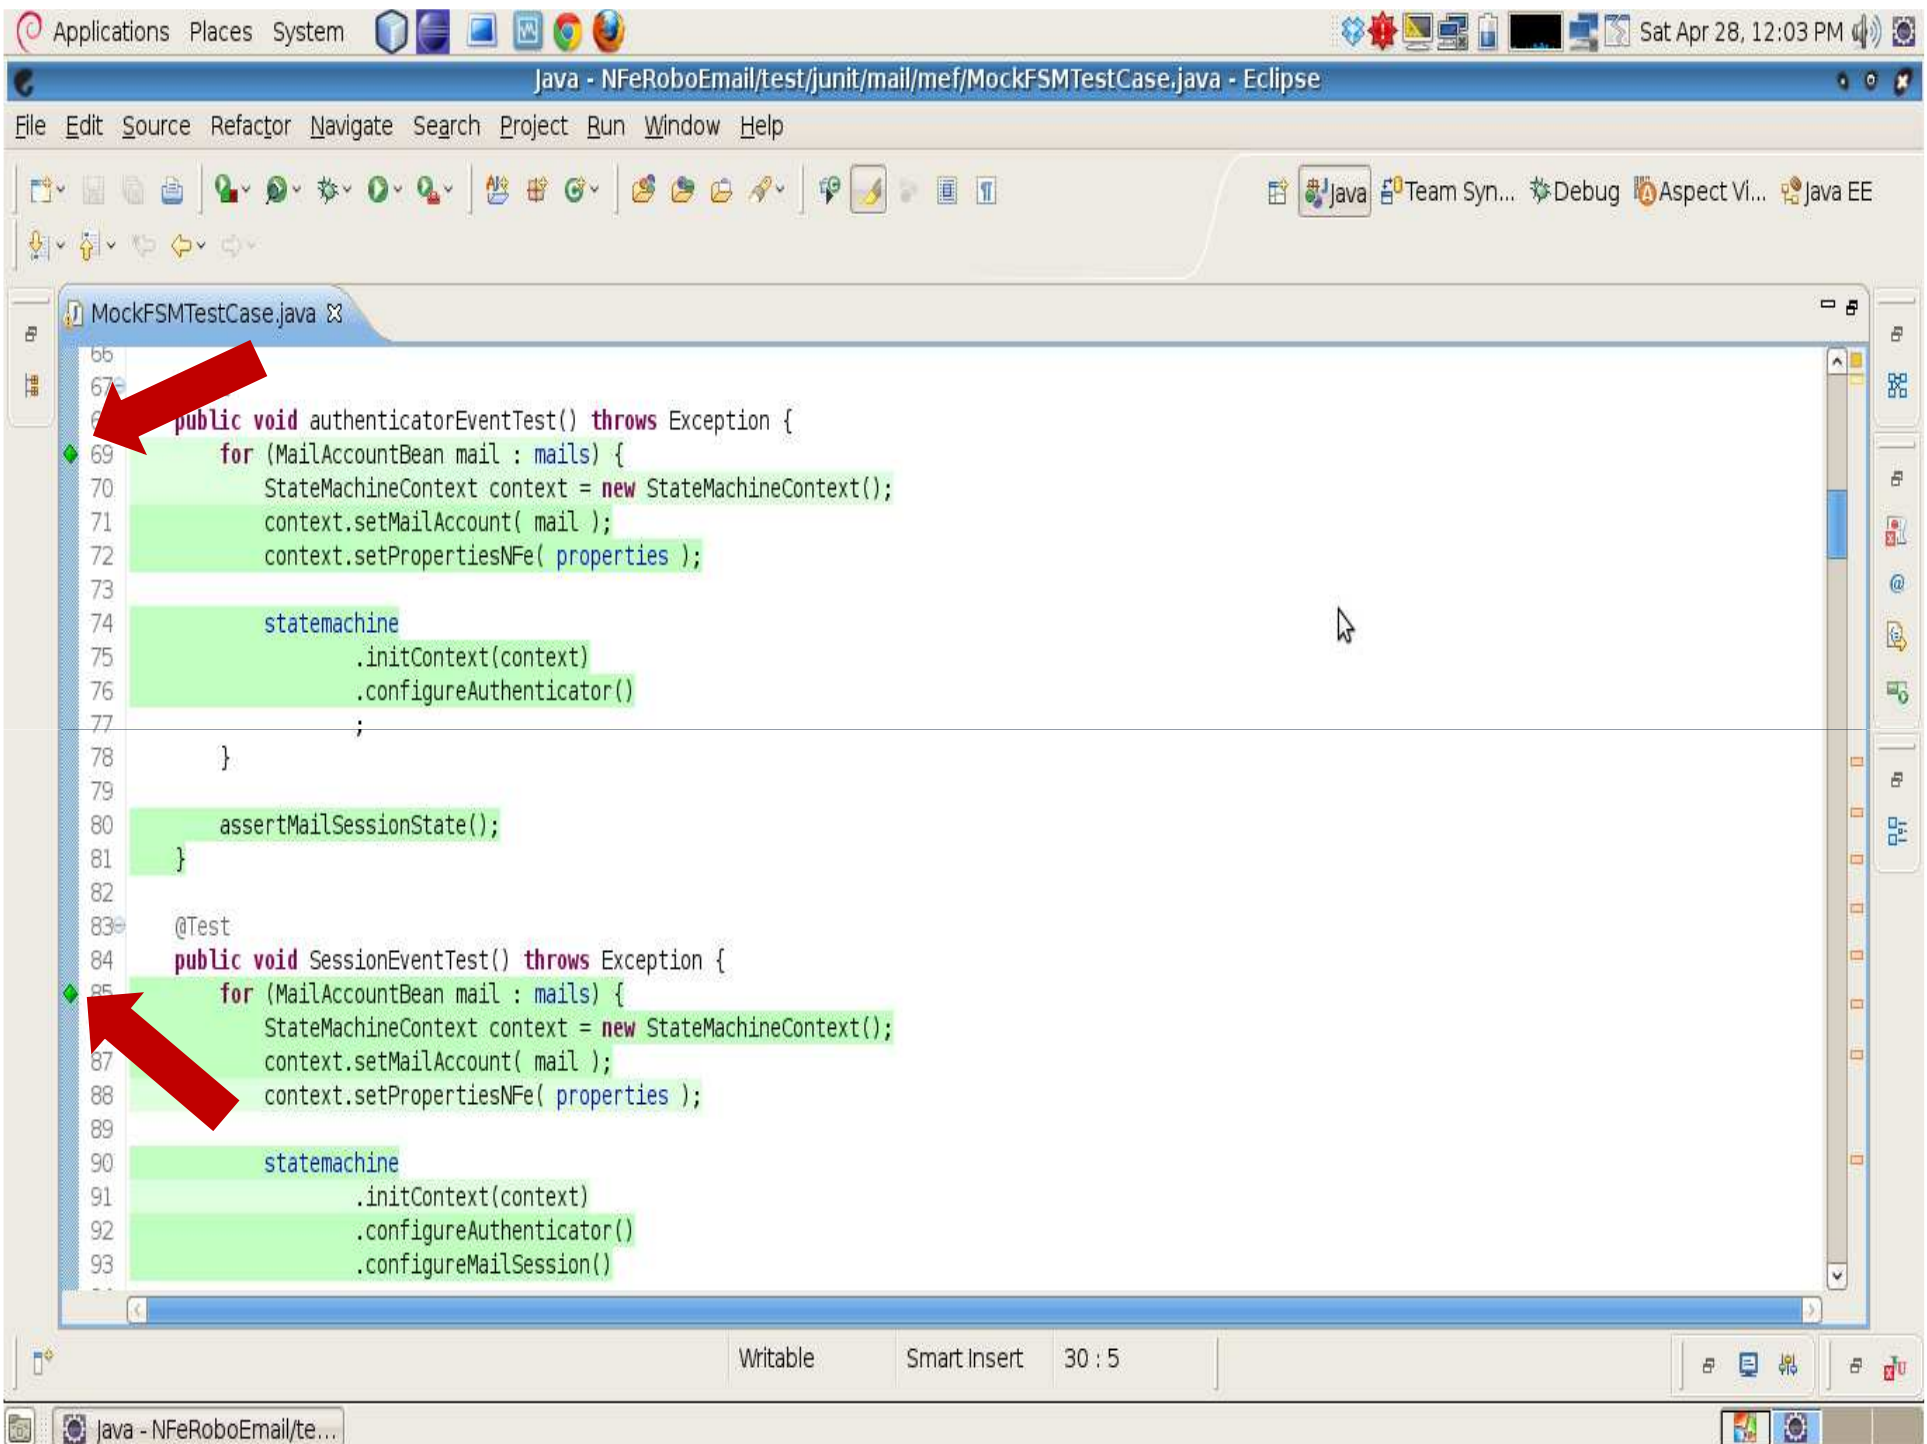 Applications Places System Sat Apr 28, 12:03 PM
Java - NFeRoboEmail/test/junit/mail/mef/MockFSMTestCase.java - Eclipse
File Edit Source Refactor Navigate Search Project Run Window Help
Java Team Syn... Debug Aspect Vi... Java EE
MockFSMTestCase.java
66
67
public void authenticatorEventTest() throws Exception {
69 for (MailAccountBean mail : mails) {
70 StateMachineContext context = new StateMachineContext();
71 context.setMailAccount( mail );
72 context.setPropertiesNFe( properties );
73
74 statemachine
75 .initContext(context)
76 .configureAuthenticator()
77 ;
78 }
79
80 assertMailSessionState();
81 }
82
83 @Test
84 public void SessionEventTest() throws Exception {
85 for (MailAccountBean mail : mails) {
StateMachineContext context = new StateMachineContext();
87 context.setMailAccount( mail );
88 context.setPropertiesNFe( properties );
89
90 statemachine
91 .initContext(context)
92 .configureAuthenticator()
93 .configureMailSession()
Writable Smart Insert 30 : 5
Java - NFeRoboEmail/te...